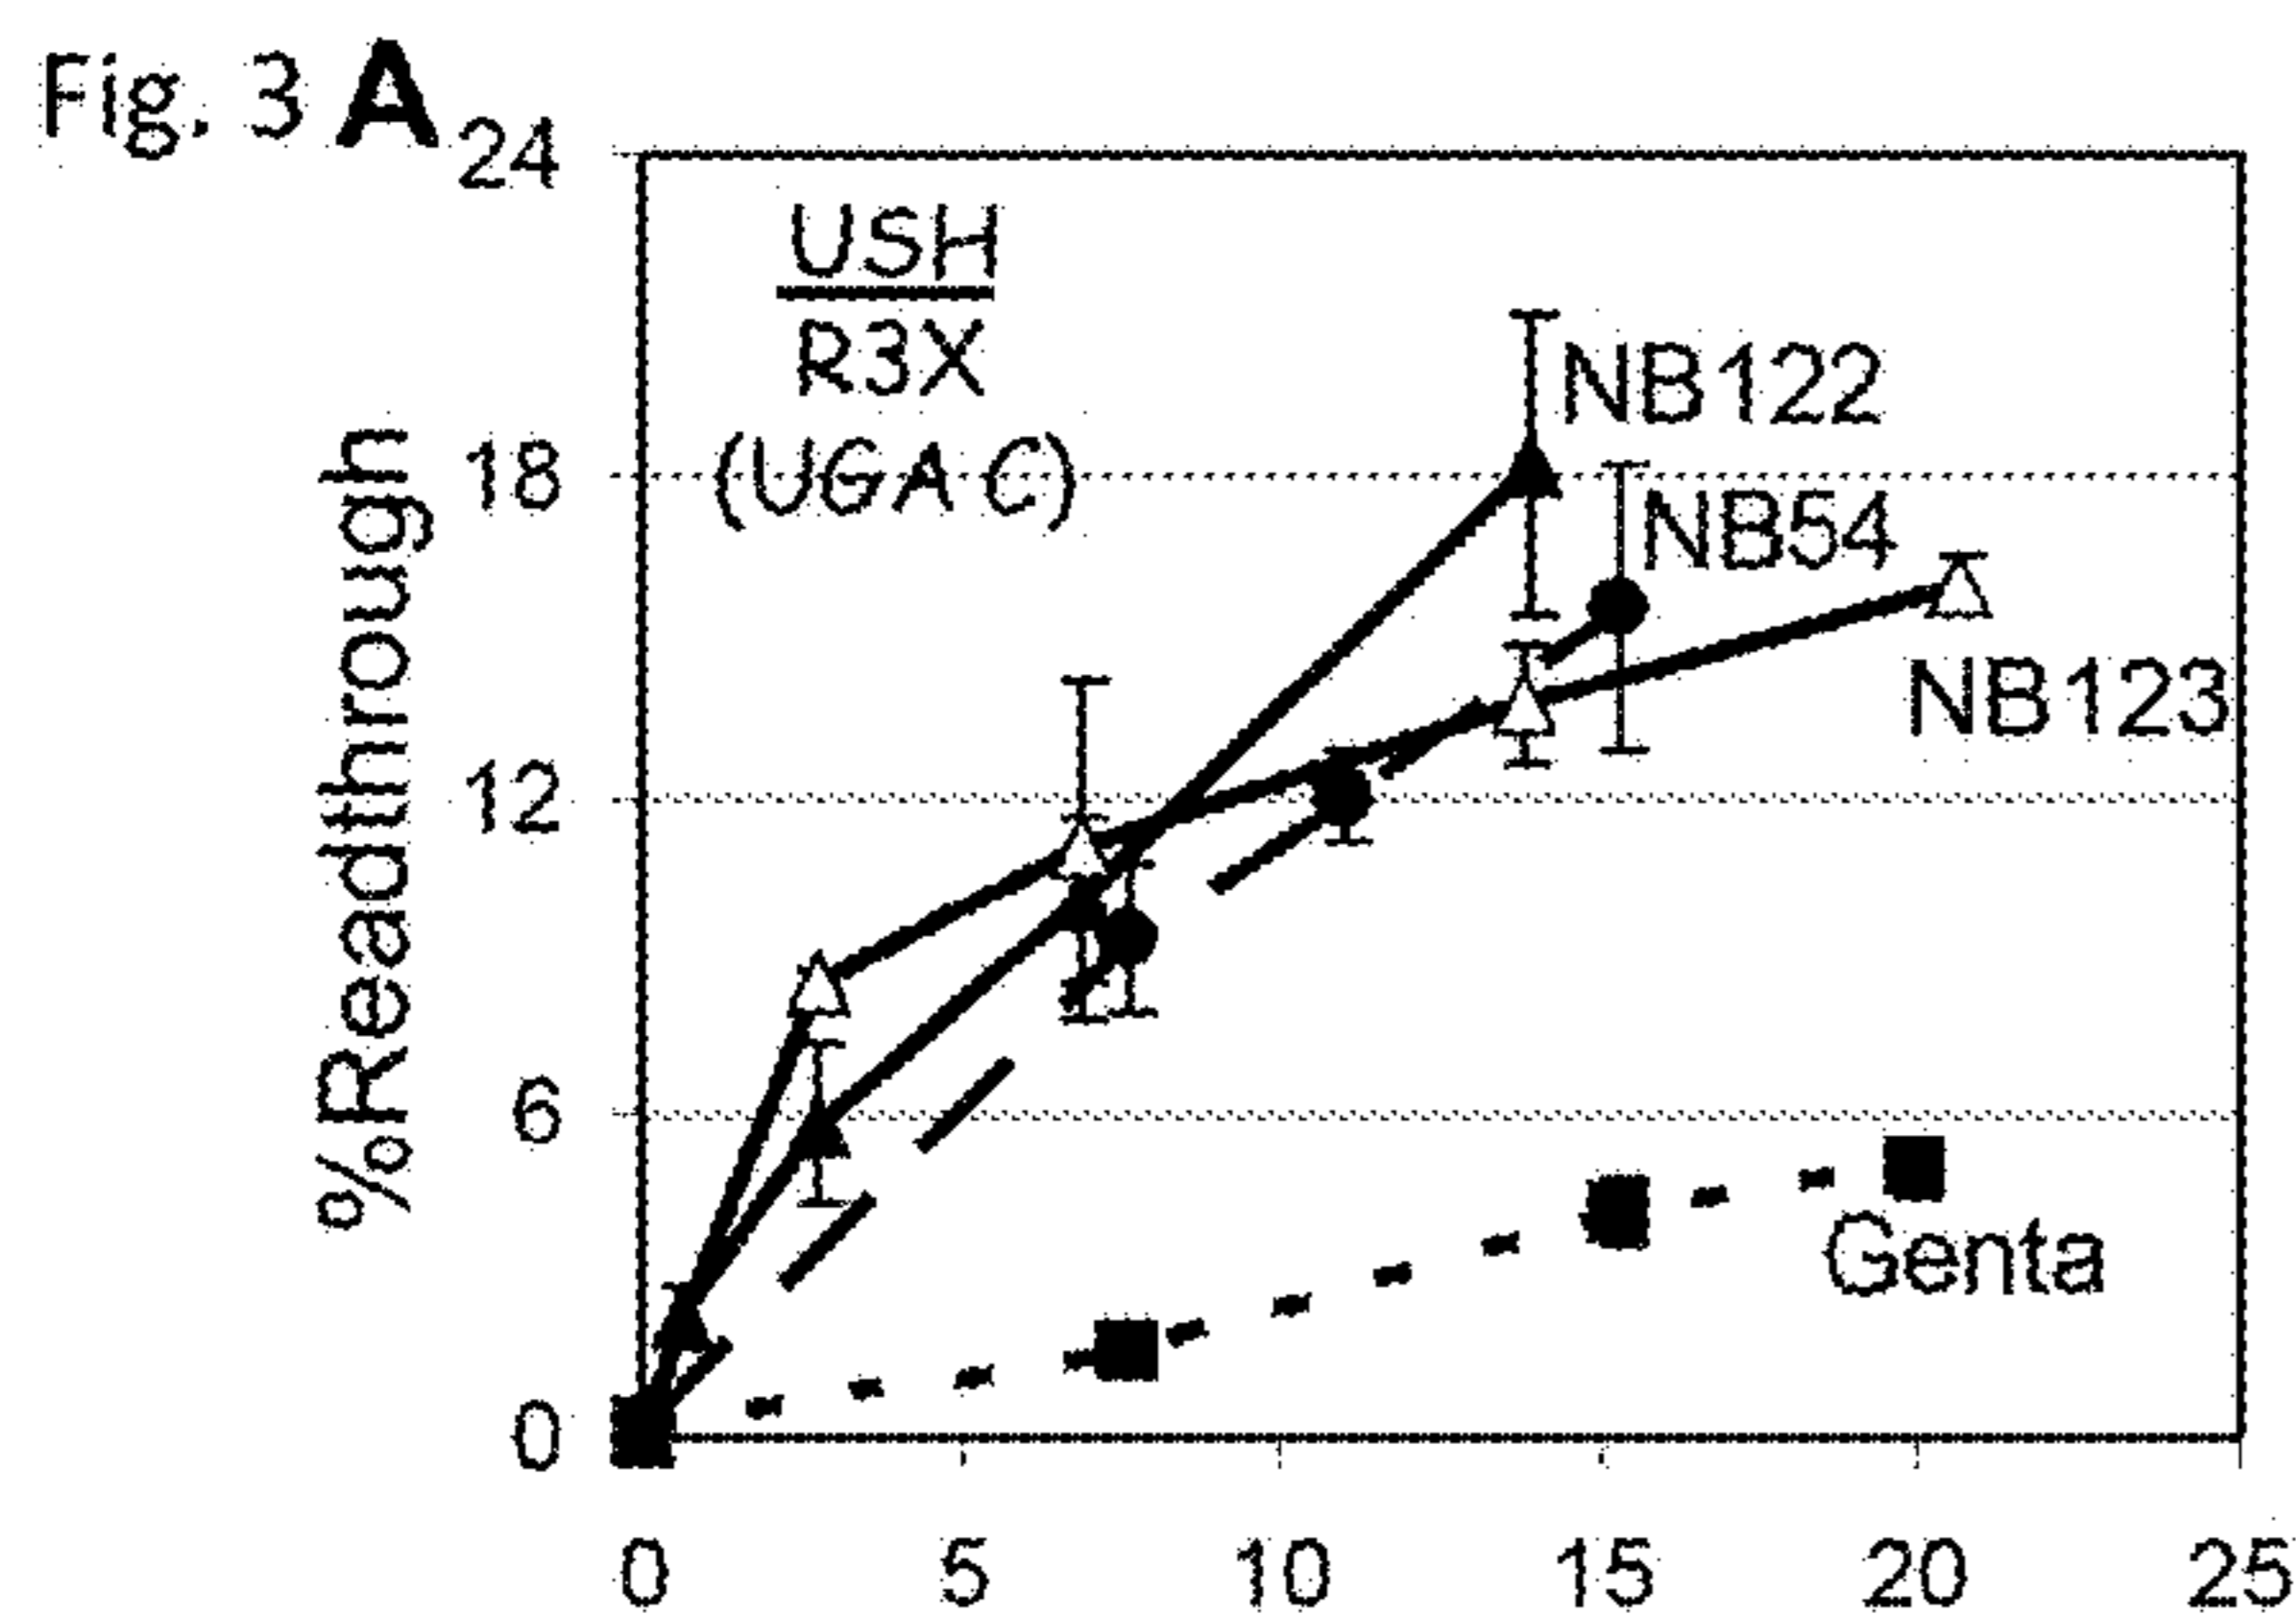 Fig. 3 A
24
USH
R3X
(UGA C)
NB122
18
NB54
NB123
12
%Readthrough
6
Genta
0
0 5 10 15 20 25